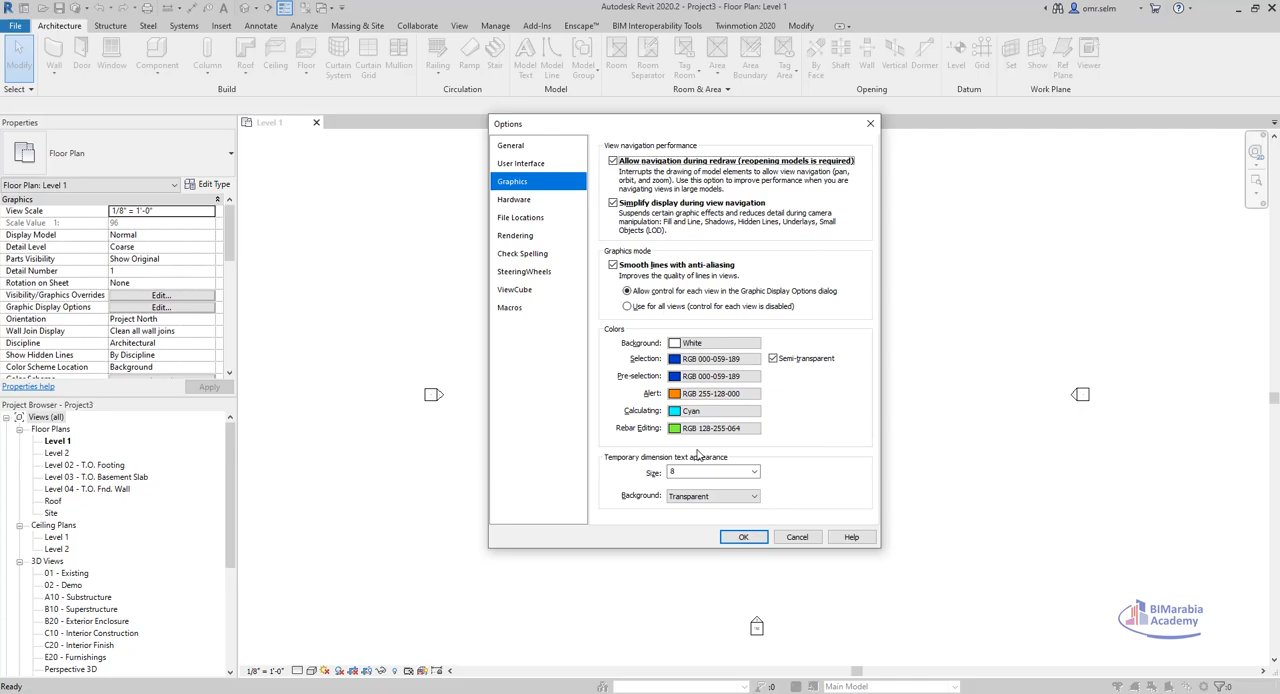 Autodesk Revit 2020.2 - Project3 - Floor Plan: Level 1
omr.selm
File Architecture Structure Steel Systems Insert Annotate Analyze Massing & Site Collaborate View Manage Add-Ins Enscape™ BIM Interoperability Tools Twinmotion 2020 Modify
Modify Wall Door Window Component Column Roof Ceiling Floor Curtain System Curtain Grid Mullion Railing Ramp Stair Model Text Model Line Model Group Room Room Separator Tag Room Area Area Boundary Tag Area By Face Shaft Wall Vertical Dormer Level Grid Set Show Ref Plane Viewer
Select Build Circulation Model Room & Area Opening Datum Work Plane
Properties
Level 1
Floor Plan
Floor Plan: Level 1 Edit Type
Graphics
View Scale 1/8" = 1'-0"
Scale Value 1: 96
Display Model Normal
Detail Level Coarse
Parts Visibility Show Original
Detail Number 1
Rotation on Sheet None
Visibility/Graphics Overrides Edit...
Graphic Display Options Edit...
Orientation Project North
Wall Join Display Clean all wall joins
Discipline Architectural
Show Hidden Lines By Discipline
Color Scheme Location Background
Properties help Apply
Project Browser - Project3
Views (all)
Floor Plans
Level 1
Level 2
Level 02 - T.O. Footing
Level 03 - T.O. Basement Slab
Level 04 - T.O. Fnd. Wall
Roof
Site
Ceiling Plans
Level 1
Level 2
3D Views
01 - Existing
02 - Demo
A10 - Substructure
B10 - Superstructure
B20 - Exterior Enclosure
C10 - Interior Construction
C20 - Interior Finish
E20 - Furnishings
Perspective 3D
Options
General
User Interface
Graphics
Hardware
File Locations
Rendering
Check Spelling
SteeringWheels
ViewCube
Macros
View navigation performance
Allow navigation during redraw (reopening models is required)
Interrupts the drawing of model elements to allow view navigation (pan,
orbit, and zoom). Use this option to improve performance when you are
navigating views in large models.
Simplify display during view navigation
Suspends certain graphic effects and reduces detail during camera
manipulation: Fill and Line, Shadows, Hidden Lines, Underlays, Small
Objects (LOD).
Graphics mode
Smooth lines with anti-aliasing
Improves the quality of lines in views.
Allow control for each view in the Graphic Display Options dialog
Use for all views (control for each view is disabled)
Colors
Background: White
Selection: RGB 000-059-189 Semi-transparent
Pre-selection: RGB 000-059-189
Alert: RGB 255-128-000
Calculating: Cyan
Rebar Editing: RGB 128-255-064
Temporary dimension text appearance
Size: 8
Background: Transparent
OK Cancel Help
BIMarabia
Academy
1/8" = 1'-0"
Ready :0 Main Model :0